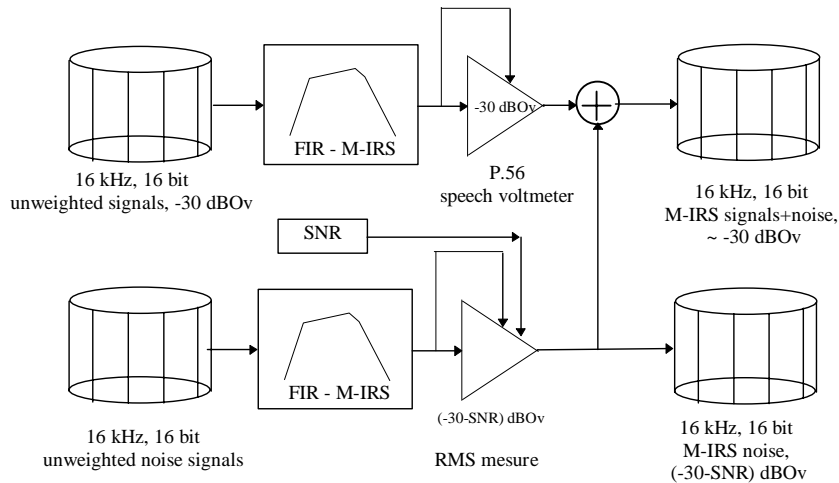 FIR - M-IRS
-30 dBOv
16 kHz, 16 bit
unweighted signals, -30 dBOv
P.56
speech voltmeter
16 kHz, 16 bit
M-IRS signals+noise,
~ -30 dBOv
SNR
FIR - M-IRS
(-30-SNR) dBOv
16 kHz, 16 bit
unweighted noise signals
RMS mesure
16 kHz, 16 bit
M-IRS noise,
(-30-SNR) dBOv